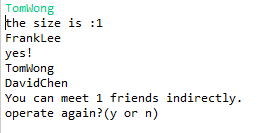 TomWong
the size is :1
FrankLee
yes!
TomWong
DavidChen
You can meet 1 friends indirectly.
operate again?(y or n)